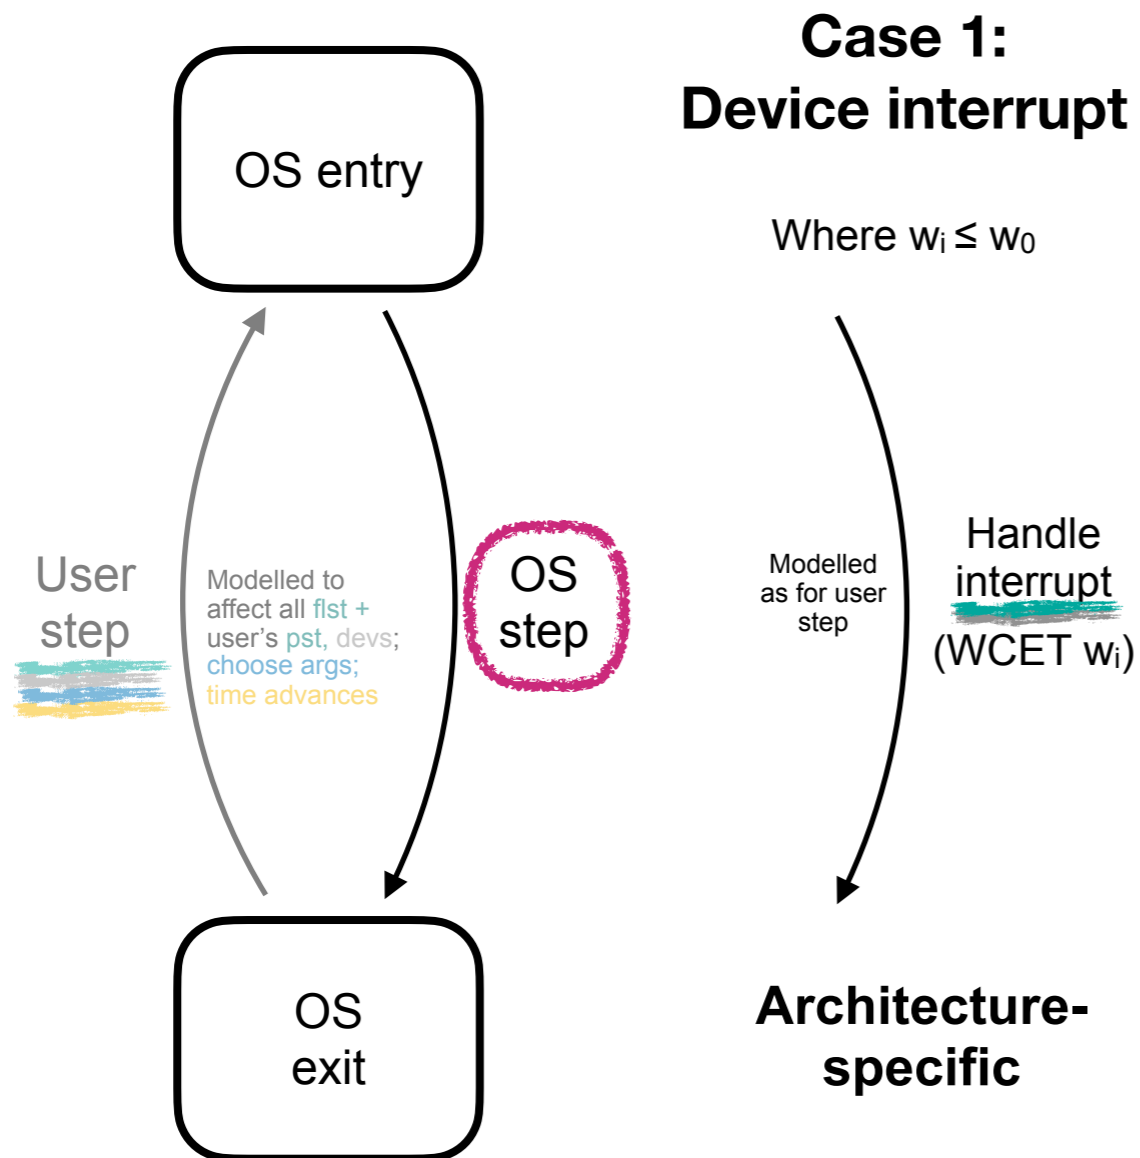 Case 1:
Device interrupt
OS entry
Where wᵢ ≤ w₀
User
step
Modelled to
affect all flst +
user's pst, devs;
choose args;
time advances
OS
step
Modelled
as for user
step
Handle
interrupt
(WCET wᵢ)
OS
exit
Architecture-
specific